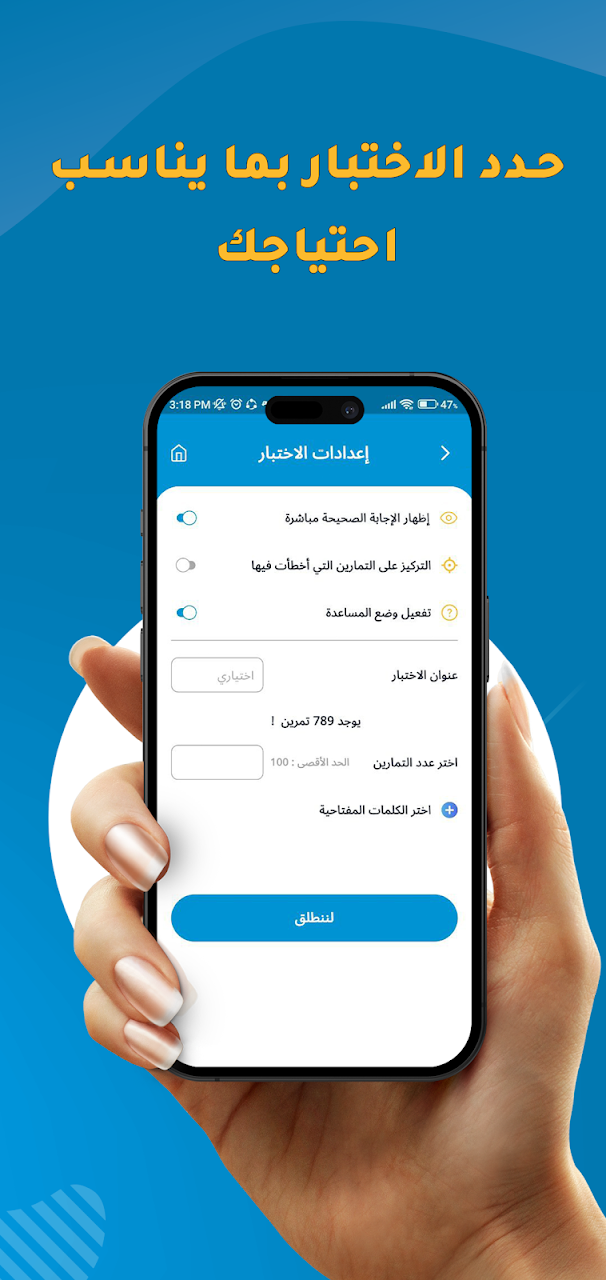 حدد الاختبار بما يناسب
احتياجك
3:18 PM
47%
إعدادات الاختبار
إظهار الإجابة الصحيحة مباشرة
التركيز على التمارين التي أخطأت فيها
تفعيل وضع المساعدة
عنوان الاختبار
اختياري
يوجد 789 تمرين !
اختر عدد التمارين
الحد الأقصى : 100
اختر الكلمات المفتاحية
لننطلق